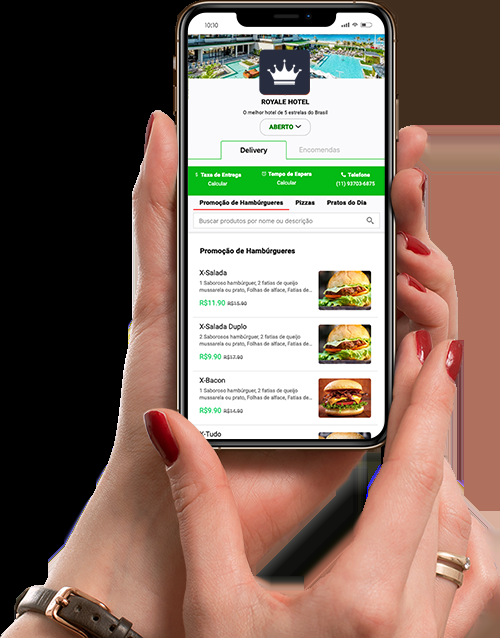 10:10
ROYALE HOTEL
O melhor hotel de 5 estrelas do Brasil
ABERTO
Delivery Encomendas
$ Taxa de Entrega Tempo de Espera Telefone
Calcular Calcular (11) 93703-6875
Promoção de Hambúrgueres Pizzas Pratos do Dia
Buscar produtos por nome ou descrição
Promoção de Hambúrgueres
X-Salada
1 Saboroso hambúrguer, 2 fatias de queijo
mussarela ou prato, Folhas de alface, Fatias de...
R$11.90 R$15.90
X-Salada Duplo
2 Saborosos hambúrguer, 2 fatias de queijo
mussarela ou prato, Folhas de alface, Fatias de...
R$9.90 R$17.90
X-Bacon
1 Saboroso hambúrguer, 2 fatias de queijo
mussarela ou prato, Folhas de alface, Fatias de...
R$9.90 R$14.90
X-Tudo